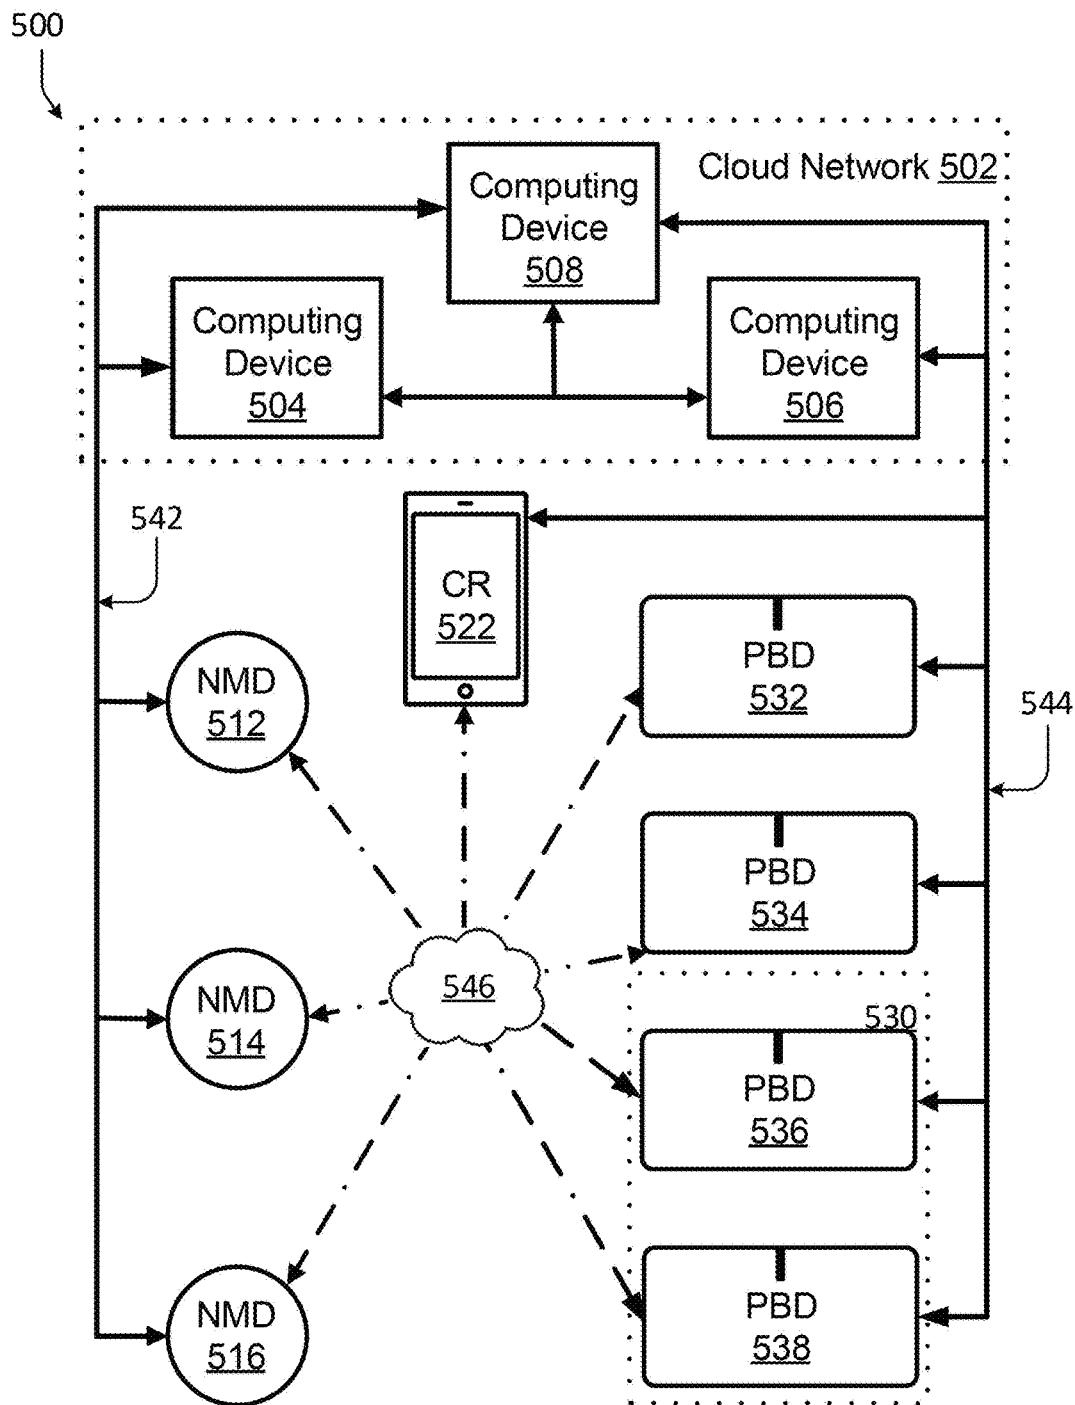 500
Cloud Network 502
Computing
Device
508
Computing
Device
504
Computing
Device
506
542
CR
522
NMD
512
PBD
532
544
PBD
534
546
NMD
514
530
PBD
536
NMD
516
PBD
538